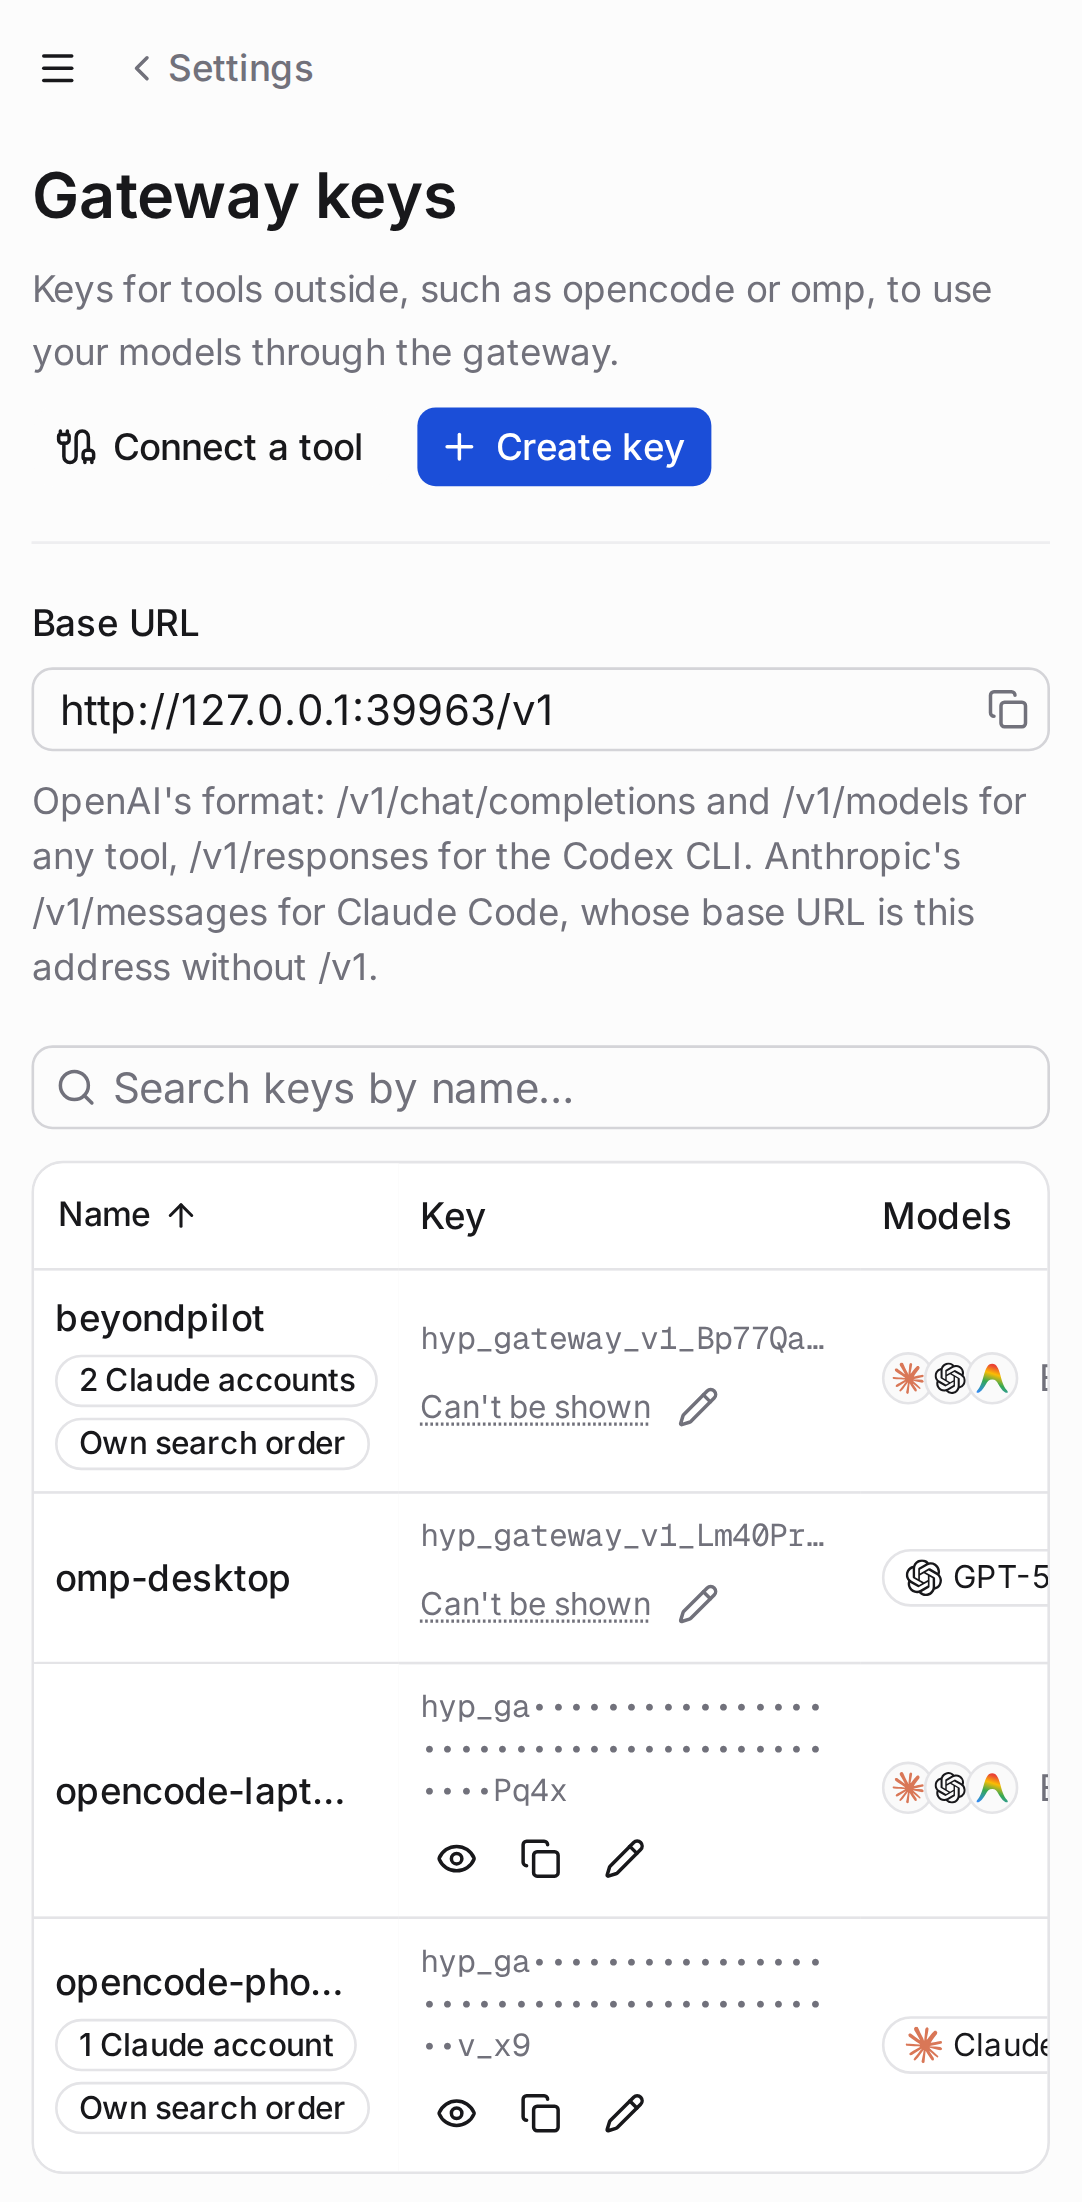 Settings
Gateway keys
Keys for tools outside, such as opencode or omp, to use
your models through the gateway.
Connect a tool
Create key
Base URL
http://127.0.0.1:39963/v1
OpenAI's format: /v1/chat/completions and /v1/models for
any tool, /v1/responses for the Codex CLI. Anthropic's
/v1/messages for Claude Code, whose base URL is this
address without /v1.
Search keys by name...
Name Key Models
beyondpilot
2 Claude accounts
Own search order
hyp_gateway_v1_Bp77Qa…
Can't be shown
omp-desktop
hyp_gateway_v1_Lm40Pr…
Can't be shown
GPT-5
opencode-lapt...
hyp_ga•••••••••••••••• 
••••••••••••••••••••••
••••Pq4x
opencode-pho...
1 Claude account
Own search order
hyp_ga••••••••••••••••
••••••••••••••••••••••
••v_x9
Claude